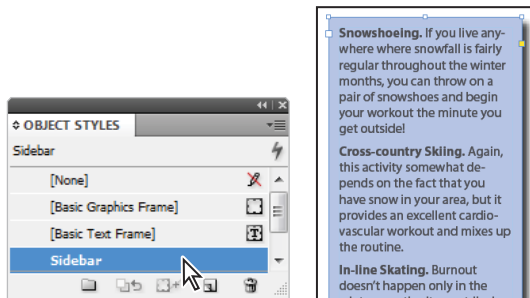 OBJECT STYLES
Sidebar
[None]
[Basic Graphics Frame]
[Basic Text Frame]
Sidebar
Snowshoeing. If you live any-
where where snowfall is fairly
regular throughout the winter
months, you can throw on a
pair of snowshoes and begin
your workout the minute you
get outside!
Cross-country Skiing. Again,
this activity somewhat de-
pends on the fact that you
have snow in your area, but it
provides an excellent cardio-
vascular workout and mixes up
the routine.
In-line Skating. Burnout
doesn't happen only in the